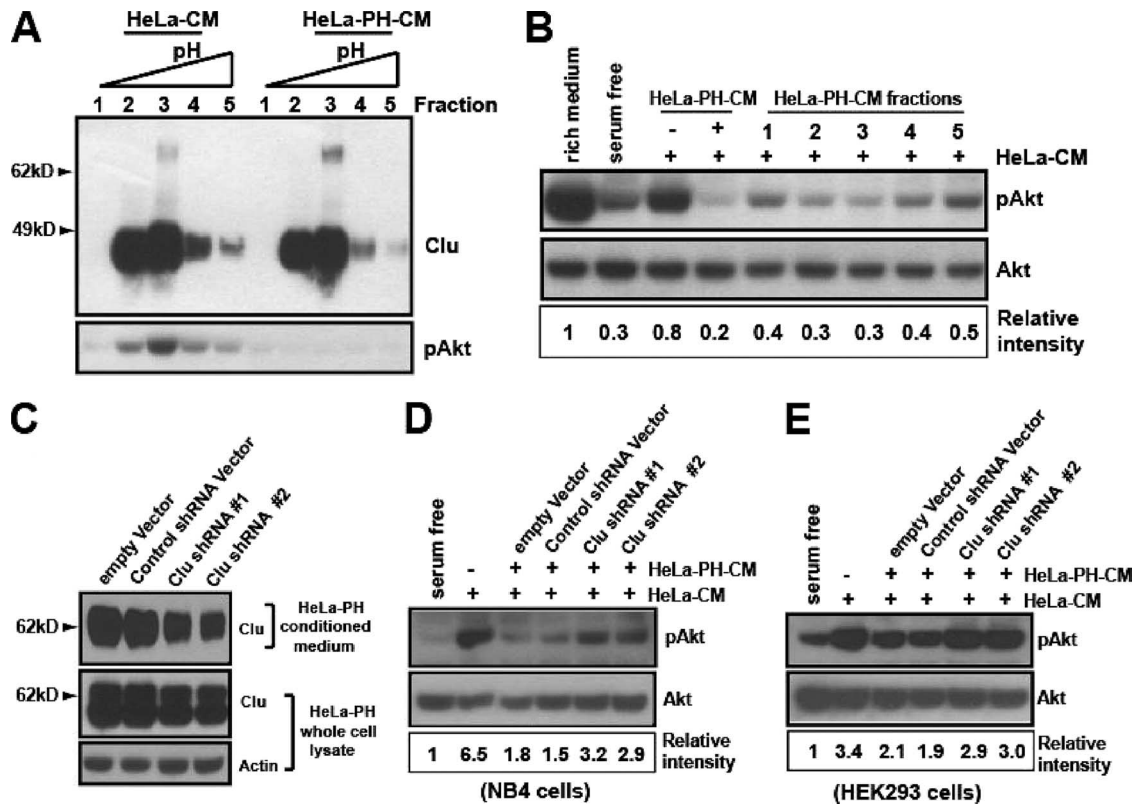 A
HeLa-CM HeLa-PH-CM
pH pH
1 2 3 4 5 1 2 3 4 5 Fraction
62kD
49kD
Clu
pAkt
B
rich medium
serum free
HeLa-PH-CM HeLa-PH-CM fractions
- + 1 2 3 4 5
+ + + + + + + HeLa-CM
pAkt
Akt
1 0.3 0.8 0.2 0.4 0.3 0.3 0.4 0.5 Relative intensity
C
empty Vector
Control shRNA Vector
Clu shRNA #1
Clu shRNA #2
62kD Clu HeLa-PH conditioned medium
62kD Clu
HeLa-PH whole cell lysate
Actin
D
serum free
empty Vector
Control shRNA Vector
Clu shRNA #1
Clu shRNA #2
- + + + + HeLa-PH-CM
+ + + + + HeLa-CM
pAkt
Akt
1 6.5 1.8 1.5 3.2 2.9 Relative intensity
(NB4 cells)
E
serum free
empty Vector
Control shRNA Vector
Clu shRNA #1
Clu shRNA #2
- + + + + HeLa-PH-CM
+ + + + + HeLa-CM
pAkt
Akt
1 3.4 2.1 1.9 2.9 3.0 Relative intensity
(HEK293 cells)